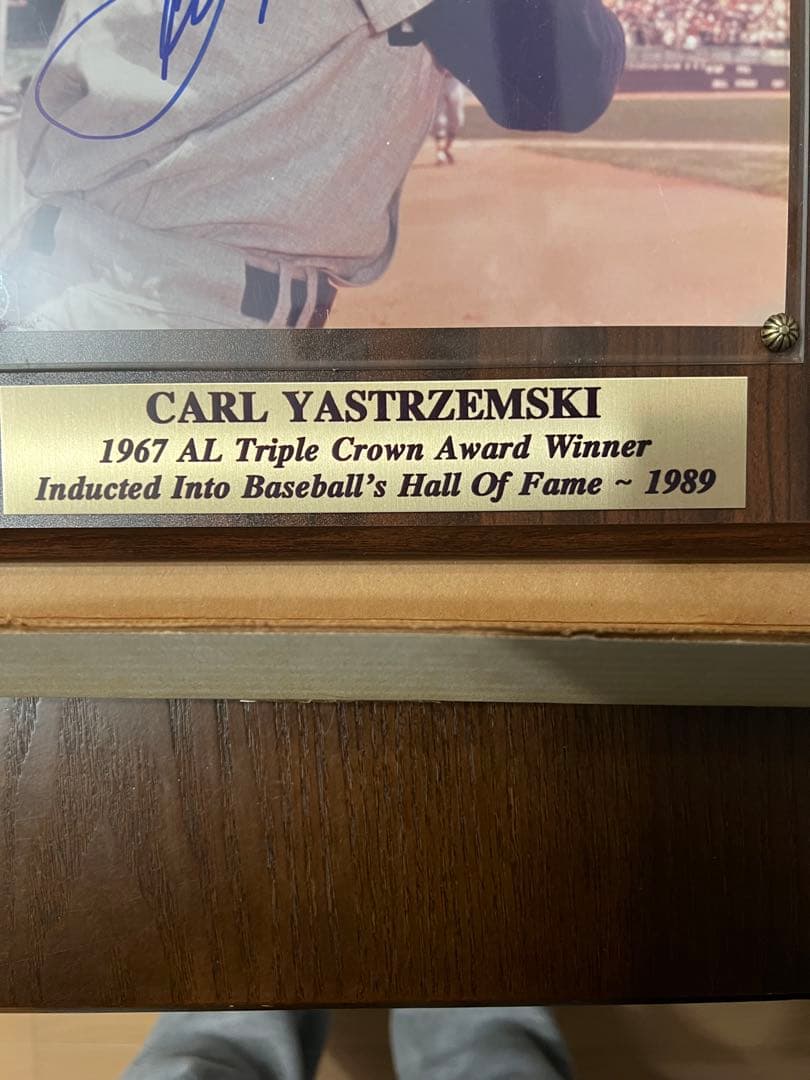 CARL YASTRZEMSKI
1967 AL Triple Crown Award Winner
Inducted Into Baseball's Hall Of Fame ~ 1989